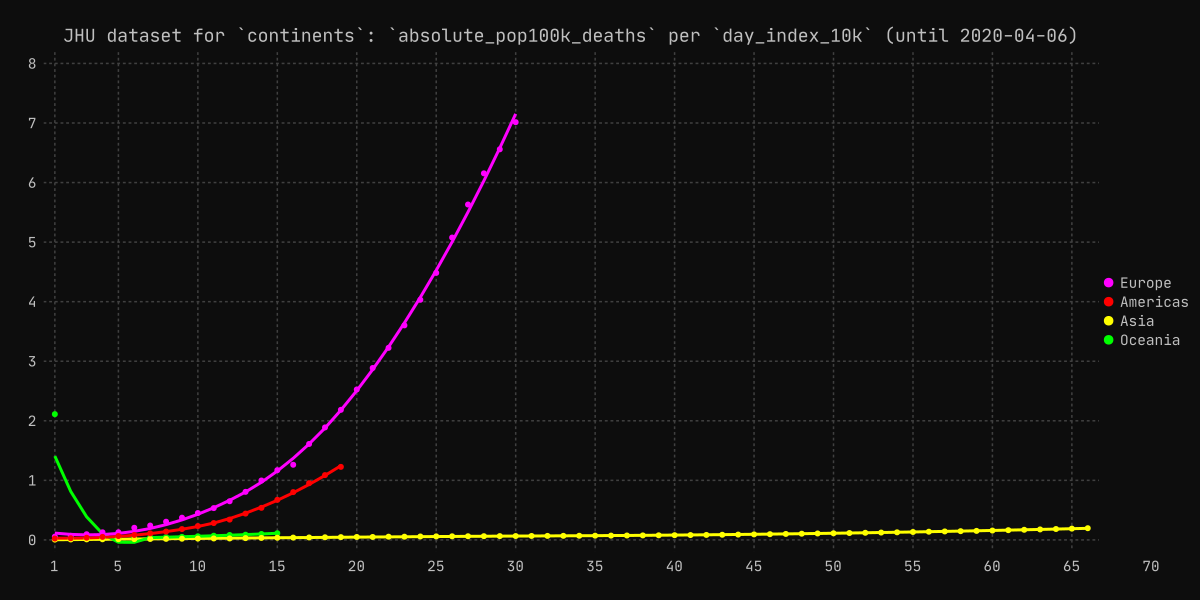 JHU dataset for `continents`: `absolute_pop100k_deaths` per `day_index_10k` (until 2020-04-06)
8
7
6
5
4
3
2
1
0
1 5 10 15 20 25 30 35 40 45 50 55 60 65 70
Europe
Americas
Asia
Oceania